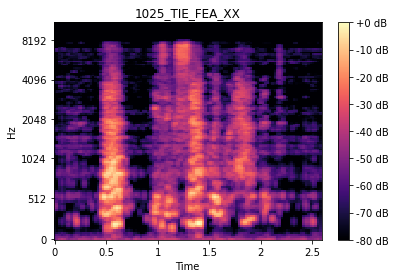 1025_TIE_FEA_XX
8192
4096
2048
1024
512
0
Hz
0 0.5 1 1.5 2 2.5
Time
+0 dB
-10 dB
-20 dB
-30 dB
-40 dB
-50 dB
-60 dB
-70 dB
-80 dB